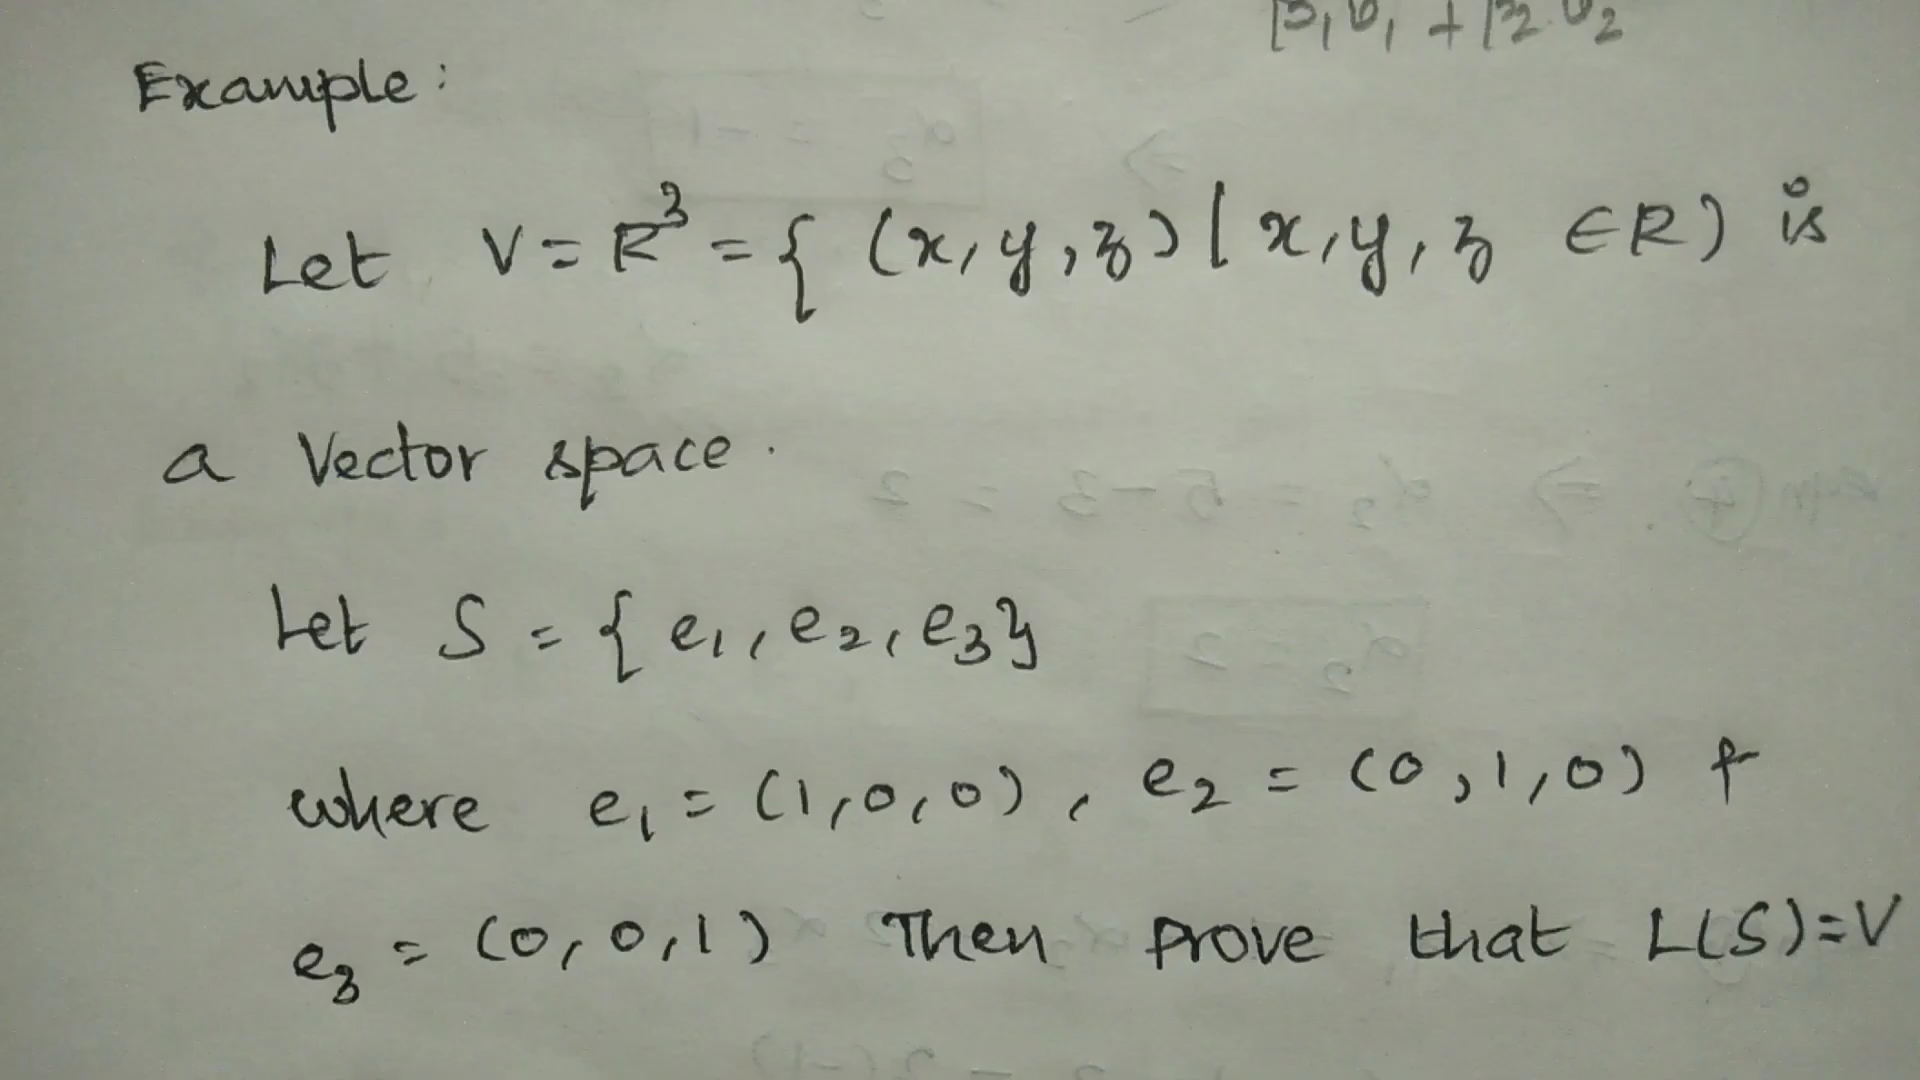 β₁v₁ + β₂v₂
Example:
Let V = R³ = { (x, y, z) | x, y, z ∈ R) is
a Vector space.
Let S = { e₁, e₂, e₃}
where e₁ = (1,0,0), e₂ = (0,1,0) &
e₃ = (0,0,1) Then prove that L(S)=V